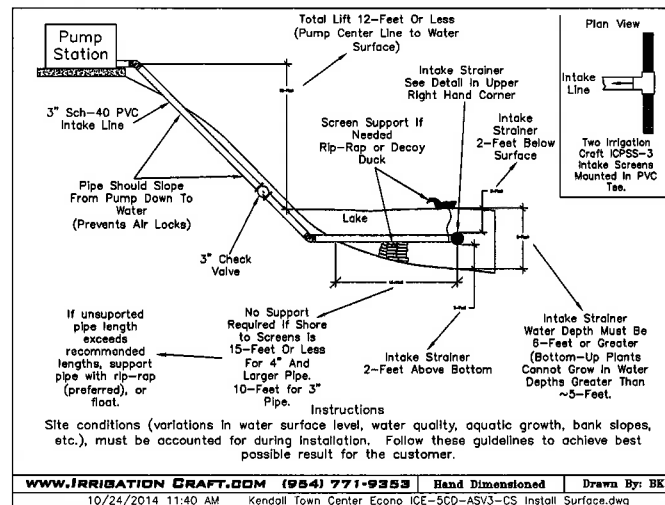 Pump
Station
Total Lift 12-Feet Or Less
(Pump Center Line to Water
Surface)
Plan View
Intake
Line
Two Irrigation
Craft ICPSS-3
Intake Screens
Mounted In PVC
Tee.
Intake Strainer
See Detail in Upper
Right Hand Corner
3" Sch-40 PVC
Intake Line
Screen Support If
Needed
Rip-Rap or Decoy
Duck
Intake
Strainer
2-Feet Below
Surface
Pipe Should Slope
From Pump Down To
Water
(Prevents Air Locks)
Lake
3" Check
Valve
If unsuported
pipe length
exceeds
recommended
lengths, support
pipe with rip-rap
(preferred), or
float.
No Support
Required if Shore
to Screens is
15-Feet Or Less
For 4" And
Larger Pipe.
10-Feet for 3"
Pipe.
Intake Strainer
2-Feet Above Bottom
Intake Strainer
Water Depth Must Be
6-Feet or Greater
(Bottom-Up Plants
Cannot Grow in Water
Depths Greater Than
~5-Feet.
Instructions
Site conditions (variations in water surface level, water quality, aquatic growth, bank slopes,
etc.), must be accounted for during installation. Follow these guidelines to achieve best
possible result for the customer.
WWW.IRRIGATION CRAFT.COM (954) 771-9353 Hand Dimensioned Drawn By: BK
10/24/2014 11:40 AM Kendall Town Center Econo ICE-5CD-ASV3-CS Install Surface.dwg